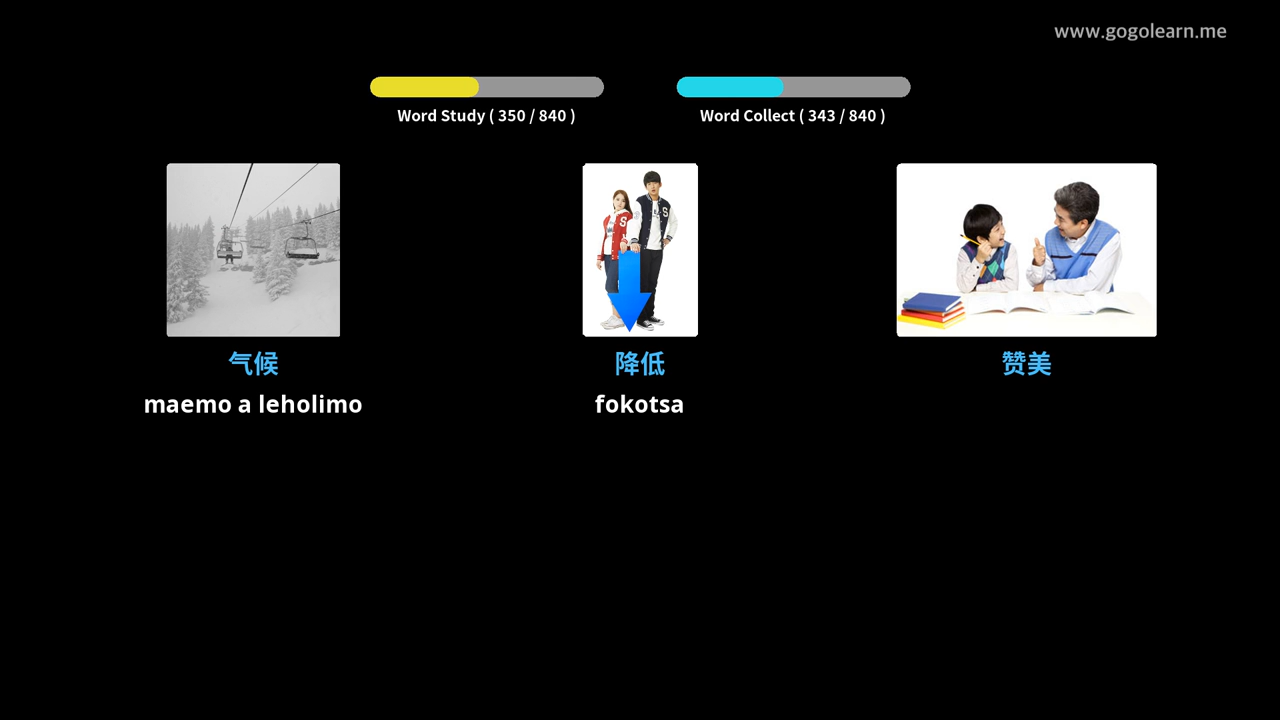 www.gogolearn.me
Word Study ( 350 / 840 )
Word Collect ( 343 / 840 )
气候
降低
赞美
maemo a leholimo
fokotsa